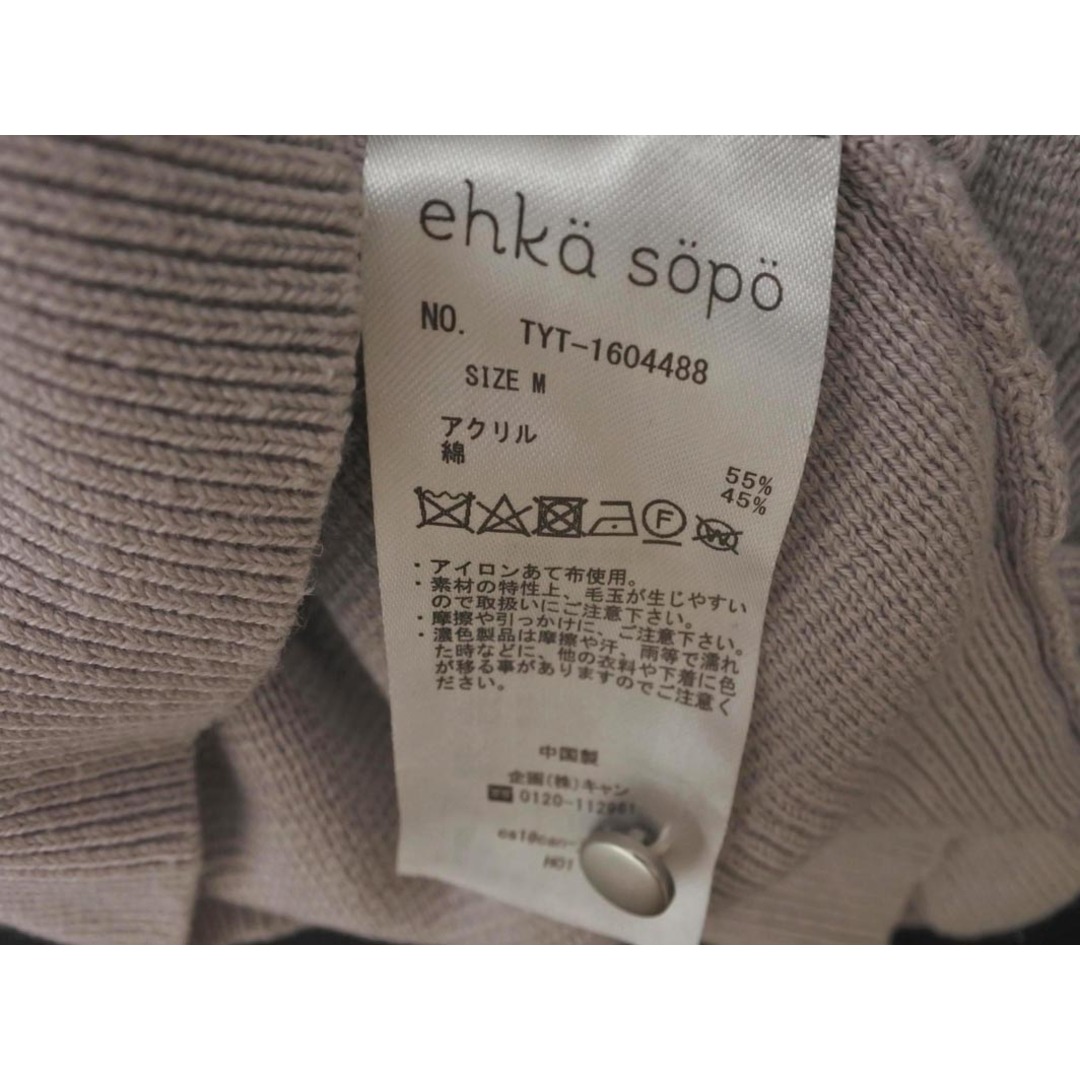 ehkä söpö
NO. TYT-1604488
SIZE M
アクリル 55%
綿 45%
F
W
・アイロンあて布使用。
・素材の特性上、毛玉が生じやすい
ので取扱いにご注意下さい。
・摩擦や引っかけに、ご注意下さい。
・濃色製品は摩擦や汗、雨等で濡れ
た時などに、他の衣料や下着に色
が移る事がありますのでご注意く
ださい。
中国製
企画(株)キャン
0120-112961
cs1@can-
H01